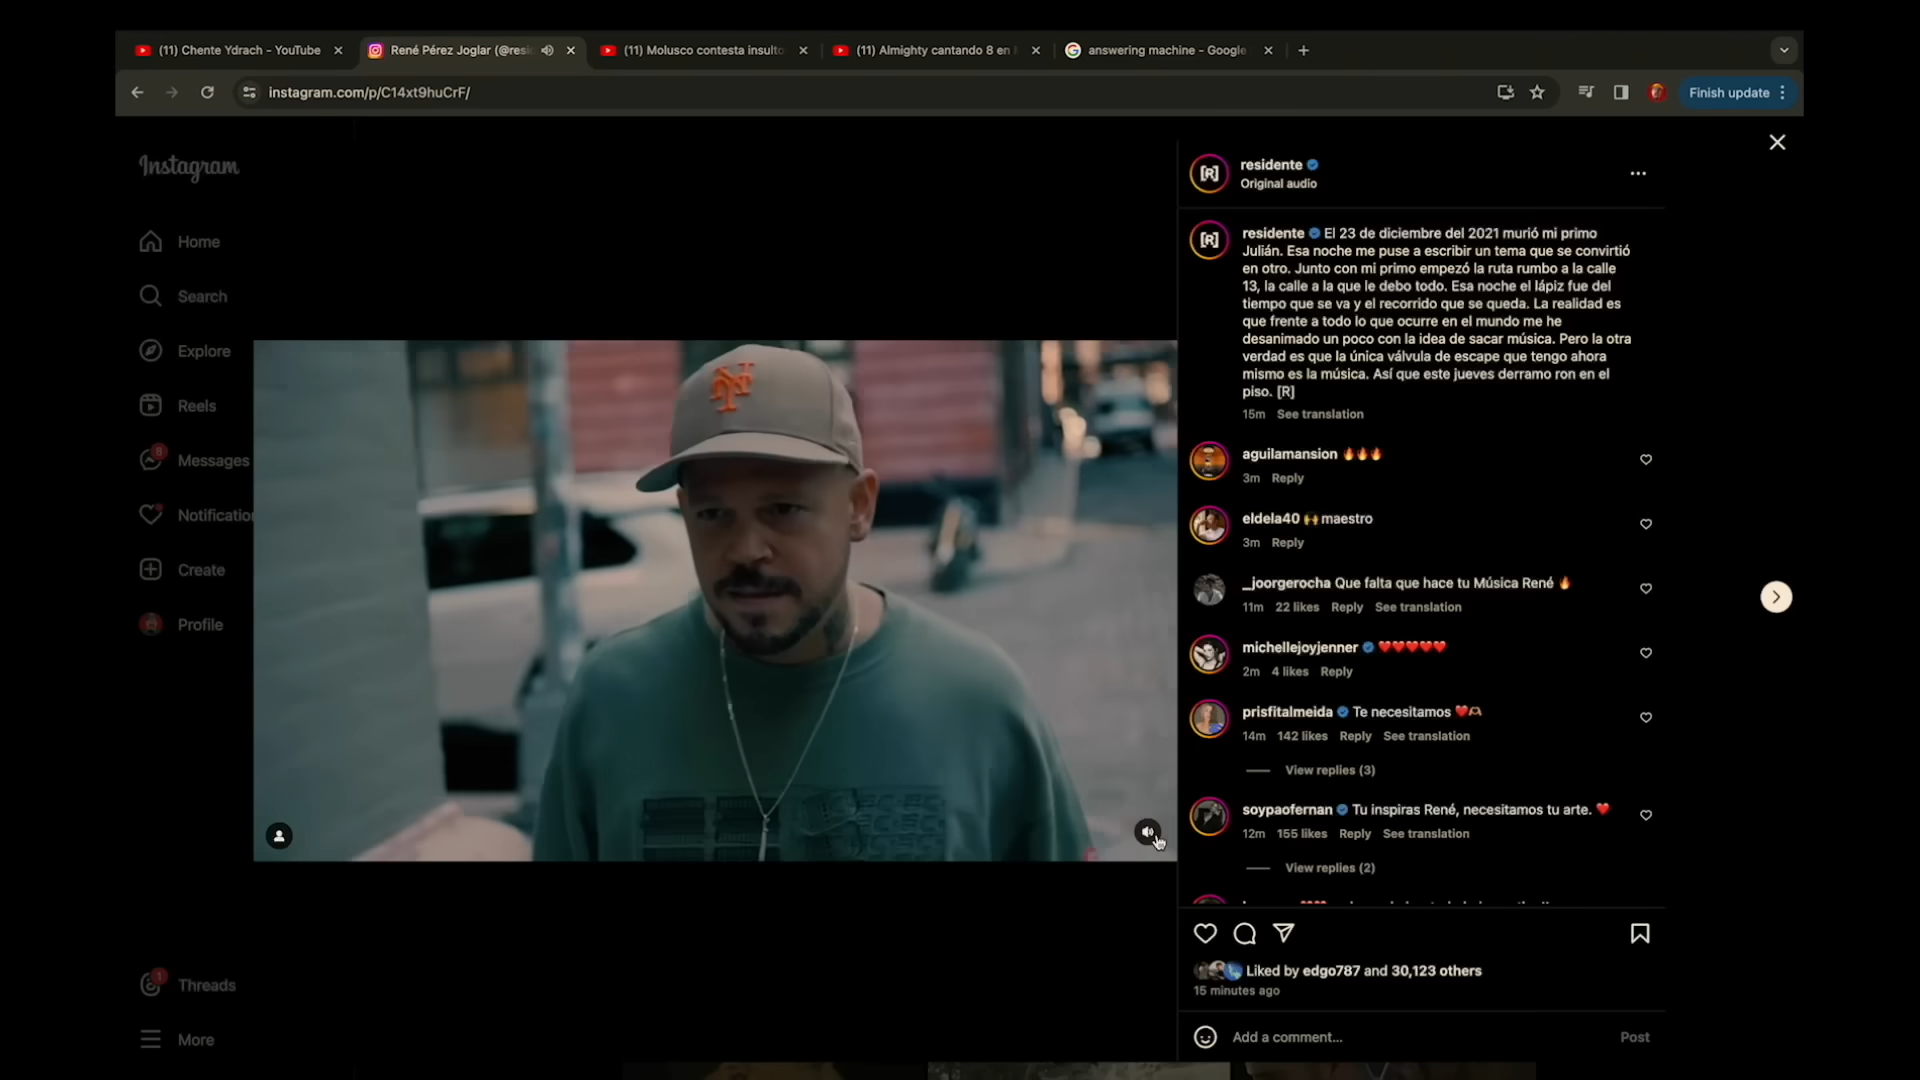 (11) Chente Ydrach - YouTube
René Pérez Joglar (@resi
(11) Molusco contesta insulto
(11) Almighty cantando 8 en
answering machine - Google
instagram.com/p/C14xt9huCrF/
Finish update
Instagram
Home
Search
Explore
Reels
8
Messages
Notification
Create
Profile
1
Threads
More
NY
[R]
residente
Original audio
[R]
residente El 23 de diciembre del 2021 murió mi primo
Julián. Esa noche me puse a escribir un tema que se convirtió
en otro. Junto con mi primo empezó la ruta rumbo a la calle
13, la calle a la que le debo todo. Esa noche el lápiz fue del
tiempo que se va y el recorrido que se queda. La realidad es
que frente a todo lo que ocurre en el mundo me he
desanimado un poco con la idea de sacar música. Pero la otra
verdad es que la única válvula de escape que tengo ahora
mismo es la música. Así que este jueves derramo ron en el
piso. [R]
15m See translation
aguilamansion 🔥🔥🔥
3m Reply
eldela40 🙌 maestro
3m Reply
_joorgerocha Que falta que hace tu Música René 🔥
11m 22 likes Reply See translation
michellejoyjenner ❤️❤️❤️❤️❤️
2m 4 likes Reply
prisfitalmeida Te necesitamos ❤️🫶
14m 142 likes Reply See translation
View replies (3)
soypaofernan Tu inspiras René, necesitamos tu arte. ❤️
12m 155 likes Reply See translation
View replies (2)
Liked by edgo787 and 30,123 others
15 minutes ago
Add a comment...
Post